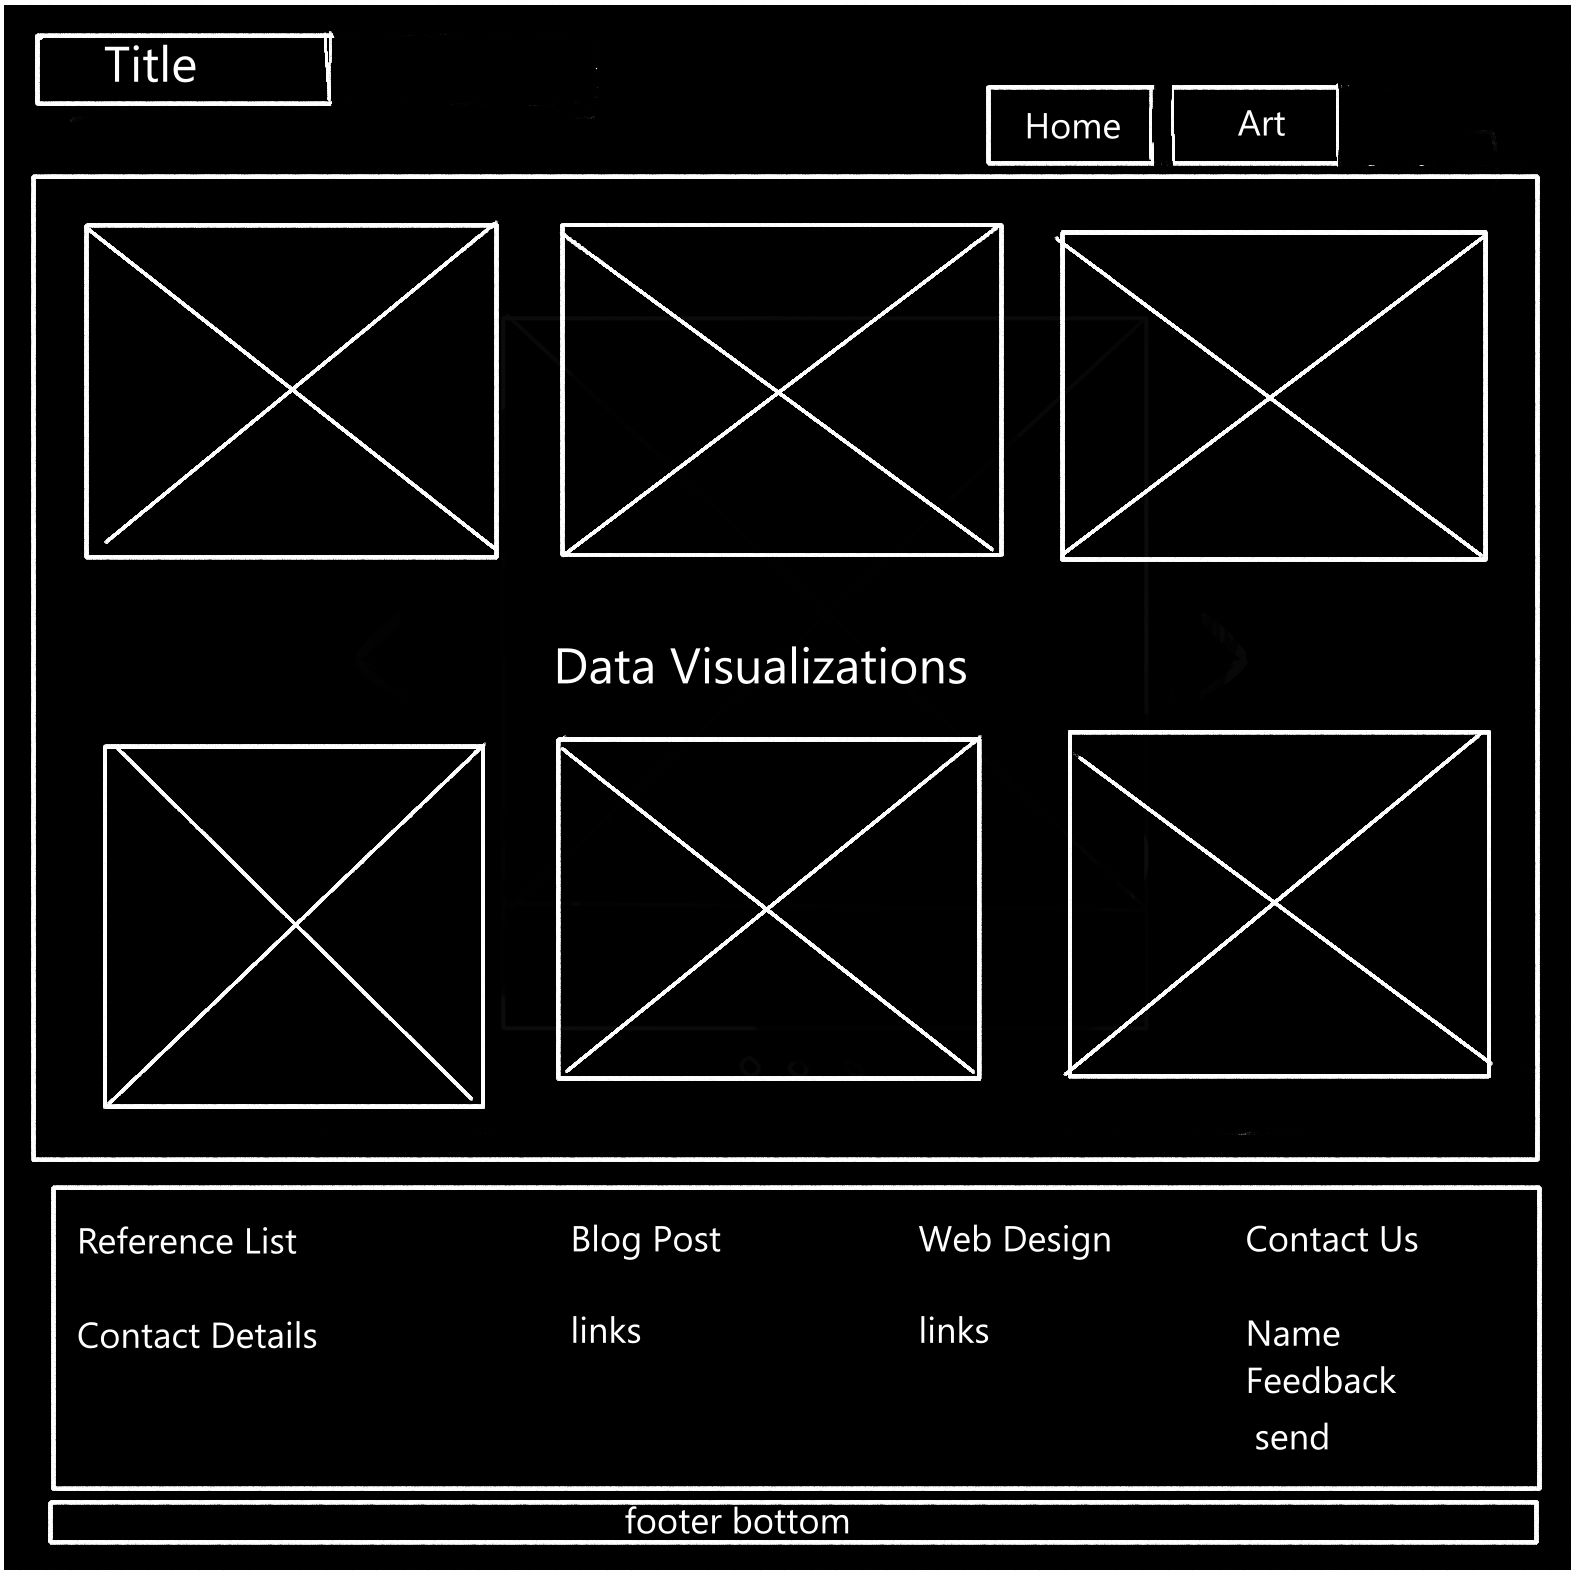 Title
Home
Art
Data Visualizations
Reference List
Blog Post
Web Design
Contact Us
Contact Details
links
links
Name
Feedback
send
footer bottom